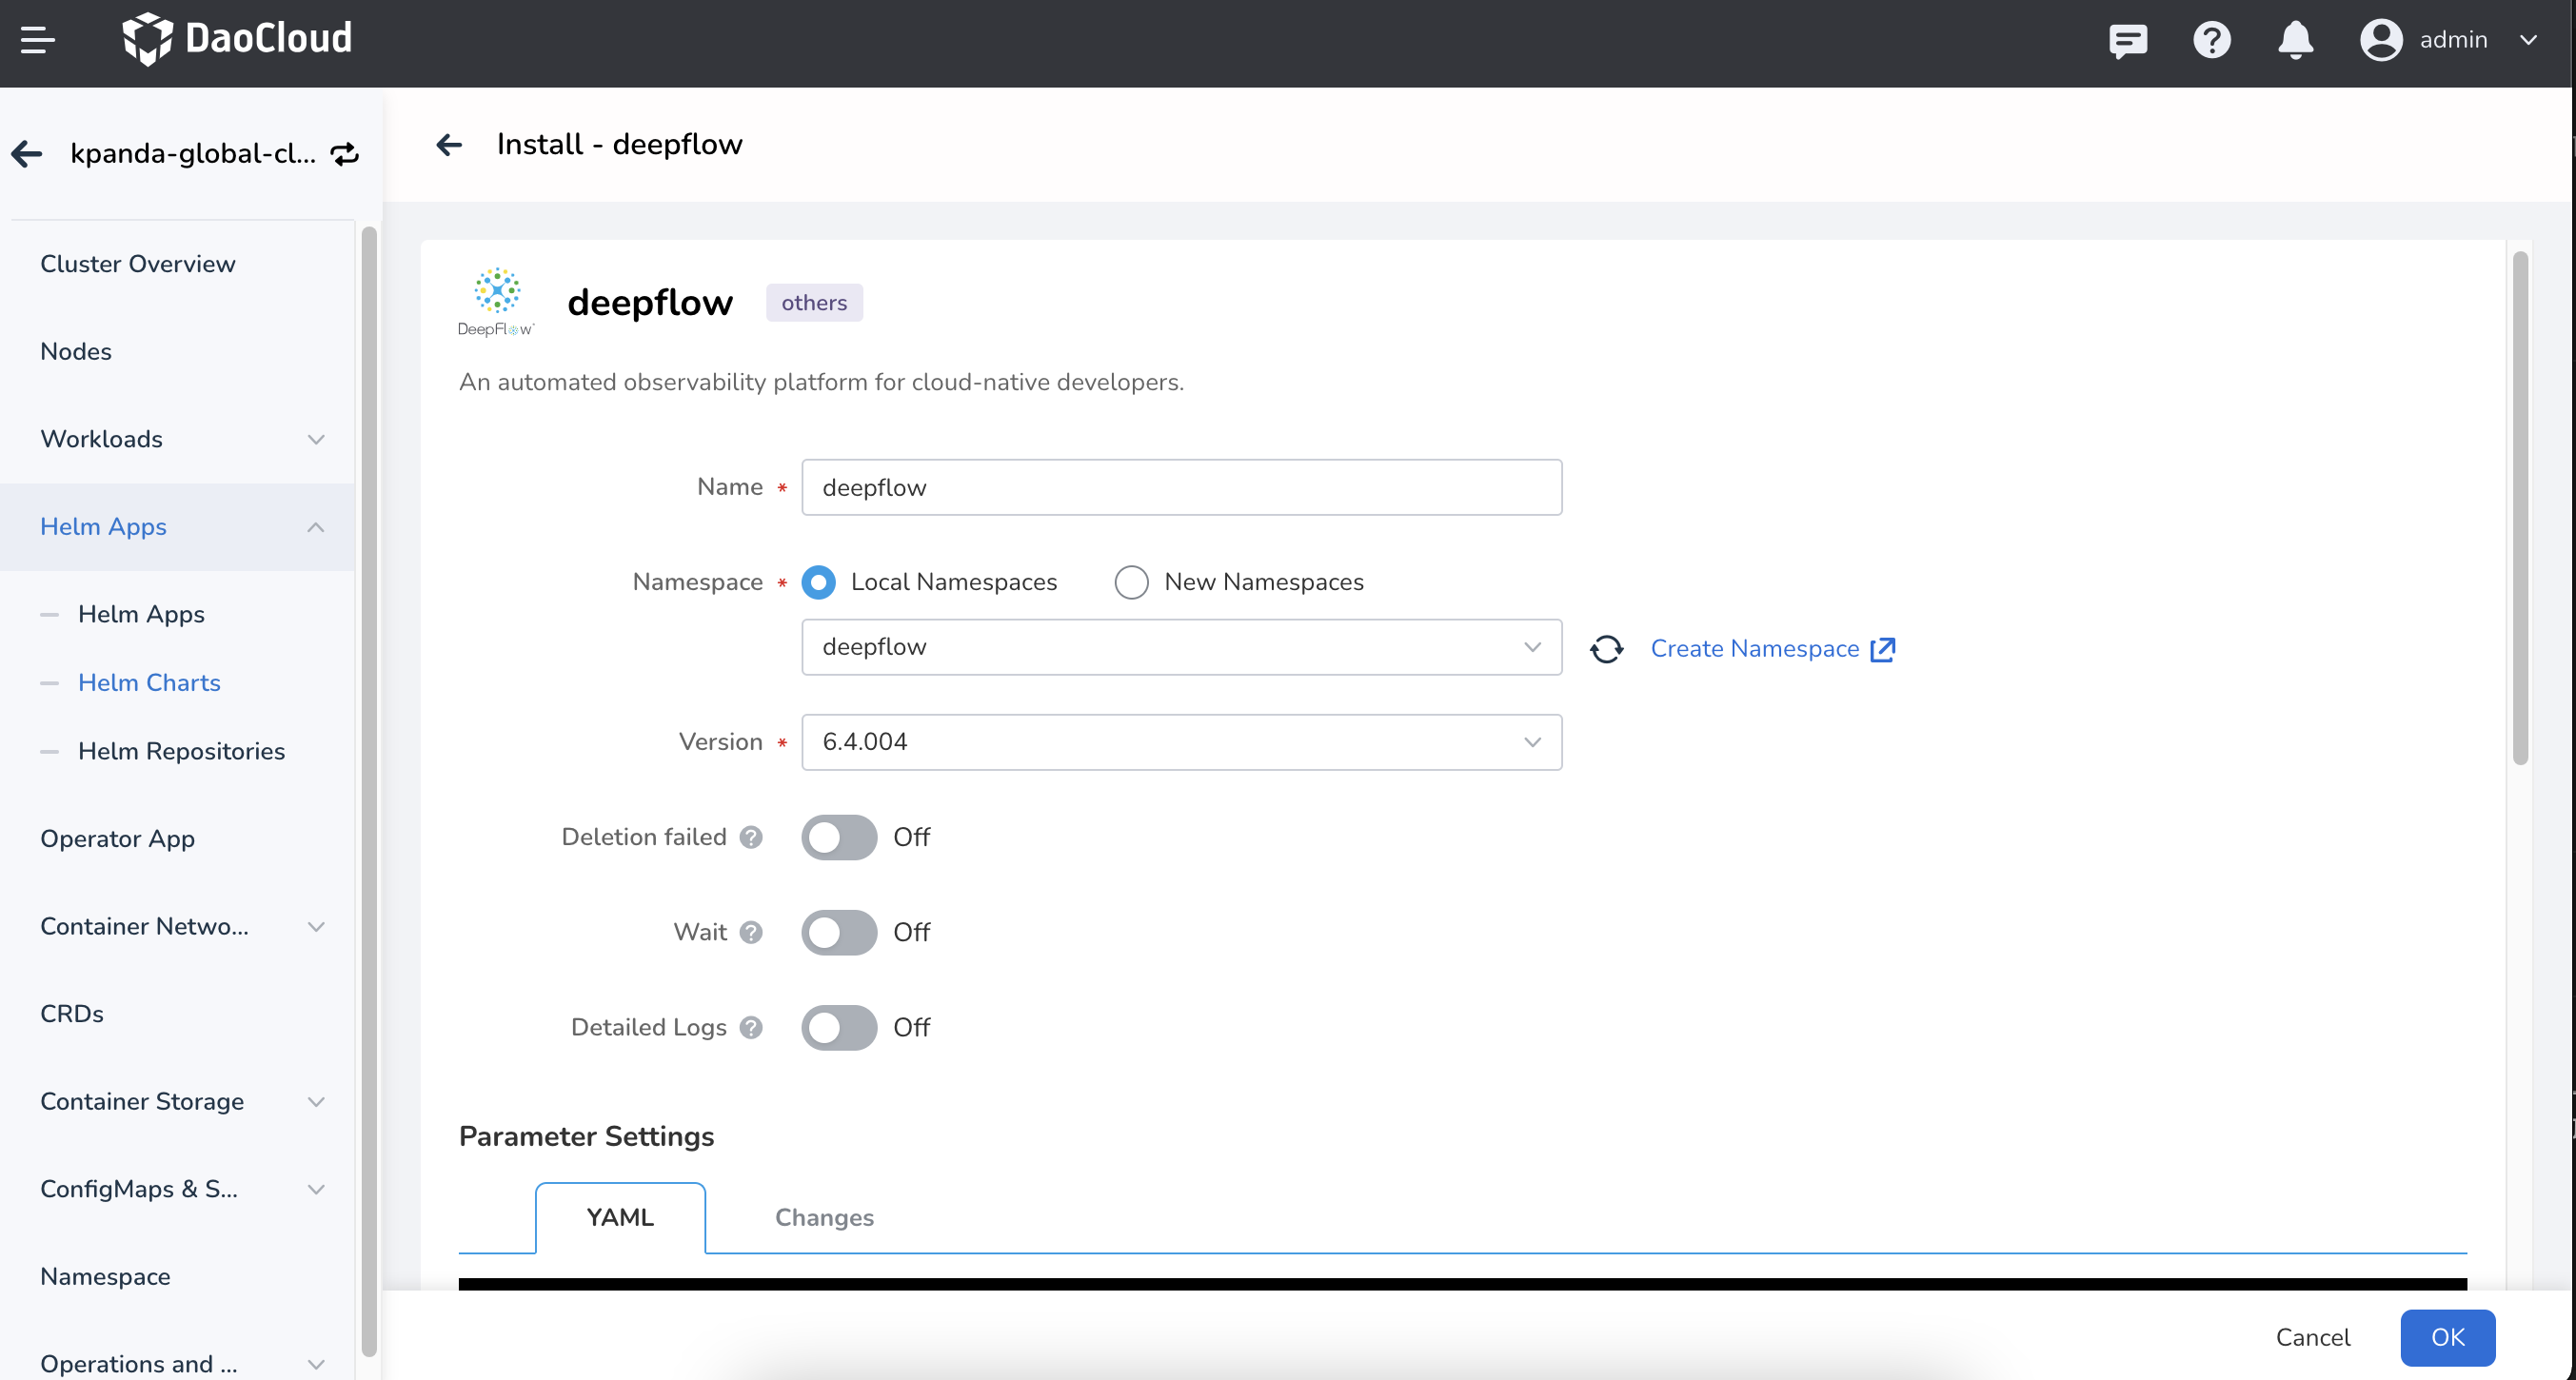 DaoCloud
admin
kpanda-global-cl...
Install - deepflow
Cluster Overview
Nodes
Workloads
Helm Apps
Helm Apps
Helm Charts
Helm Repositories
Operator App
Container Netwo...
CRDs
Container Storage
ConfigMaps & S...
Namespace
Operations and ...
DeepFlow
deepflow
others
An automated observability platform for cloud-native developers.
Name * deepflow
Namespace * Local Namespaces New Namespaces
deepflow Create Namespace
Version * 6.4.004
Deletion failed ? Off
Wait ? Off
Detailed Logs ? Off
Parameter Settings
YAML Changes
Cancel OK